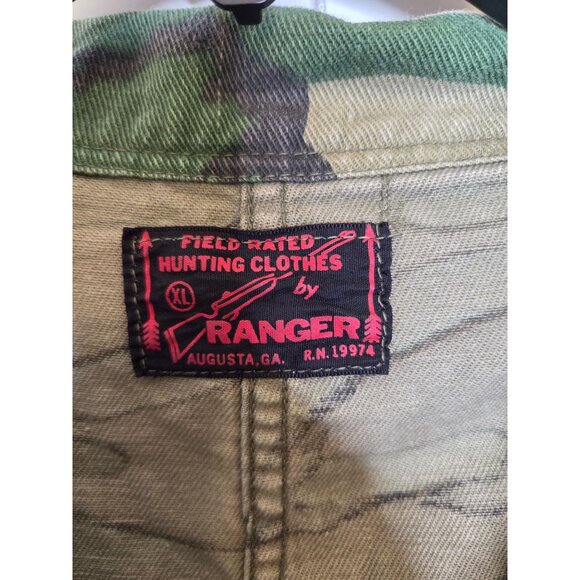 FIELD RATED
HUNTING CLOTHES
XL
by
RANGER
AUGUSTA, GA. R.N. 19974